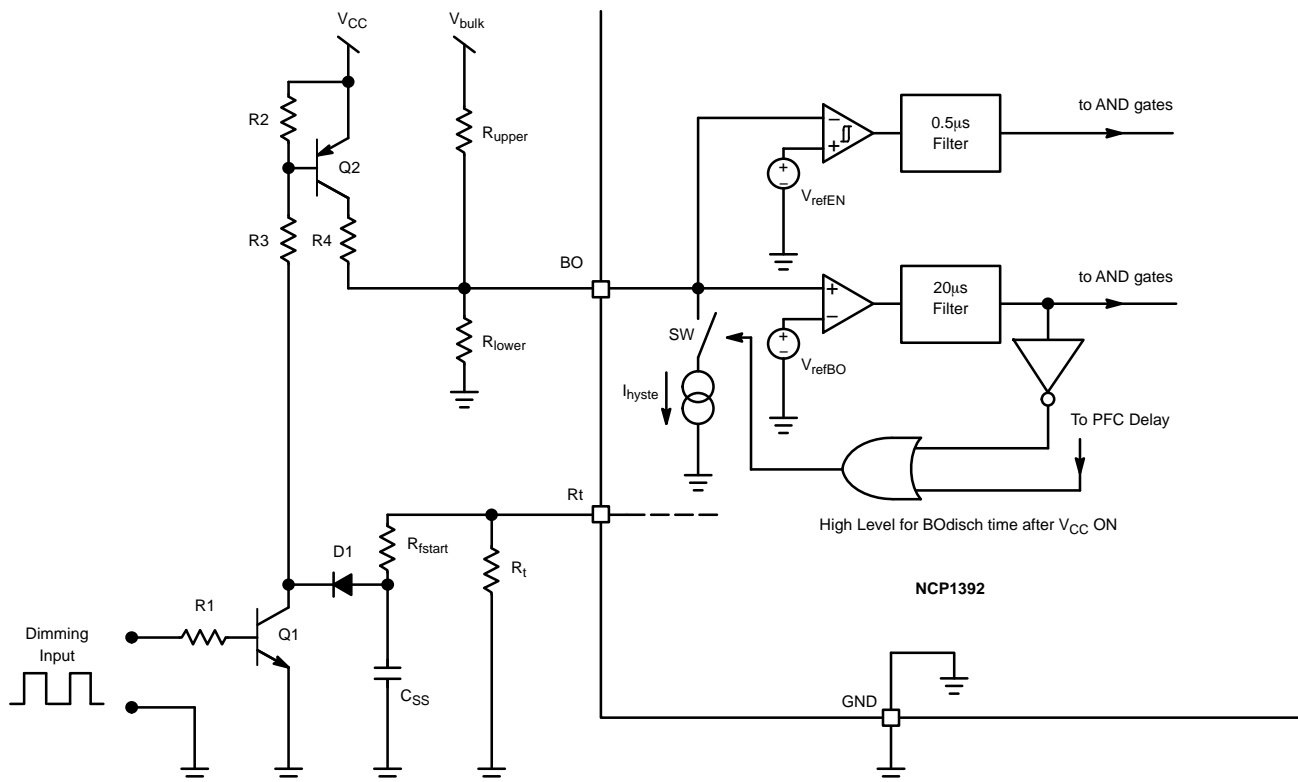 VCC
Vbulk
R2
Q2
R3
R4
Rupper
Rlower
BO
Rt
+
−
VrefEN
−
+
0.5μs
Filter
to AND gates
+
−
VrefBO
+
−
20μs
Filter
to AND gates
SW
Ihyste
To PFC Delay
High Level for BOdisch time after VCC ON
NCP1392
D1
Rfstart
Rt
Dimming
Input
R1
Q1
CSS
GND